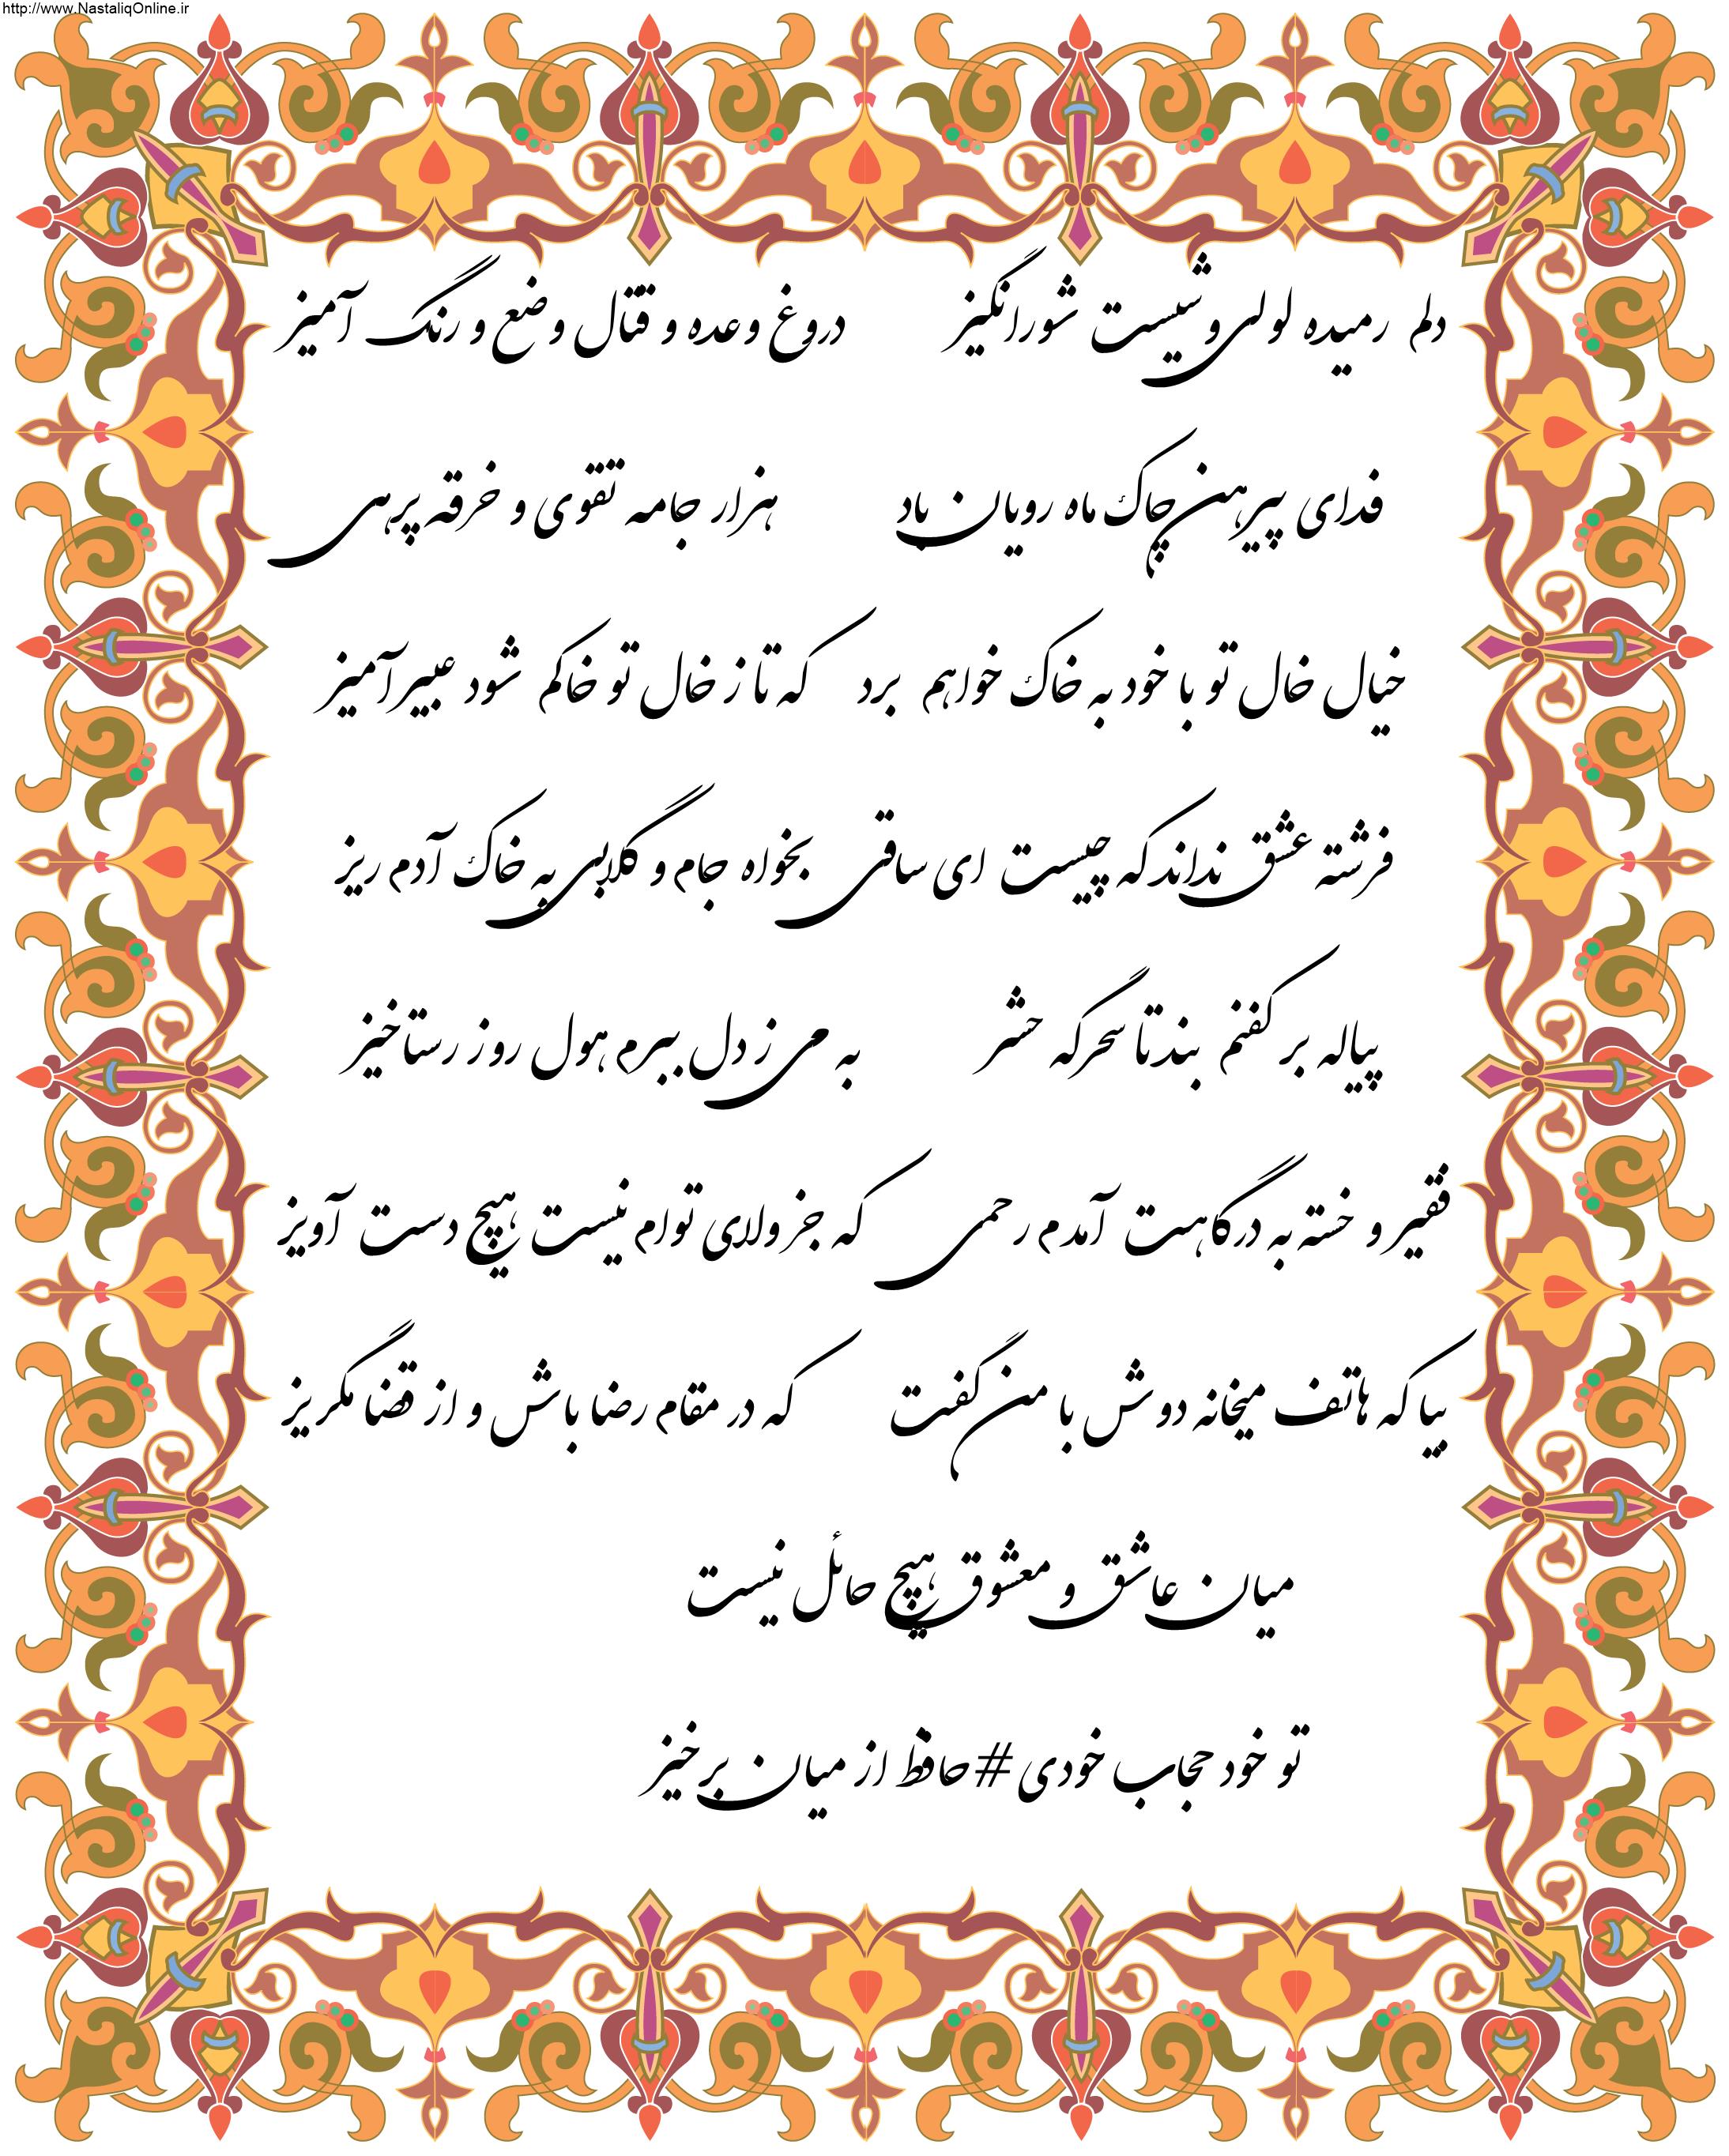 http://www.NastaliqOnline.ir
دلم رمیده لولی‌وشیست شورانگیز دروغ وعده و قتال وضع و رنگ آمیز
فدای پیرهن چاک ماه رویان باد هزار جامه تقوی و خرقه پرهی
خیال خال تو با خود به خاک خواهم برد که تا ز خال تو خاکم شود عبیرآمیز
فرشته عشق نداند که چیست ای ساقی بخواه جام و گلابی به خاک آدم ریز
پیاله بر کفنم بند تا سحرگه حشر به می ز دل ببرم هول روز رستاخیز
فقیر و خسته به درگاهت آمدم رحمی که جز ولای توام نیست هیچ دست آویز
بیا که هاتف میخانه دوش با من گفت که در مقام رضا باش و از قضا مگریز
میان عاشق و معشوق هیچ حائل نیست
تو خود حجاب خودی #حافظ از میان برخیز